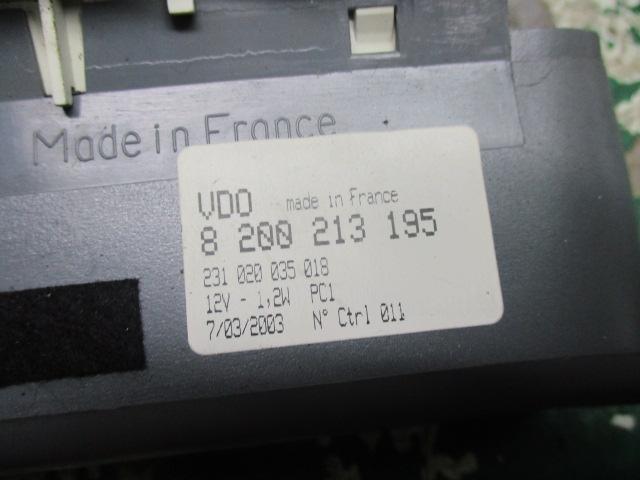 Made in France
VDO made in France
8 200 213 195
231 020 035 018
12V - 1,2W PC1
7/03/2003 N° Ctrl 011